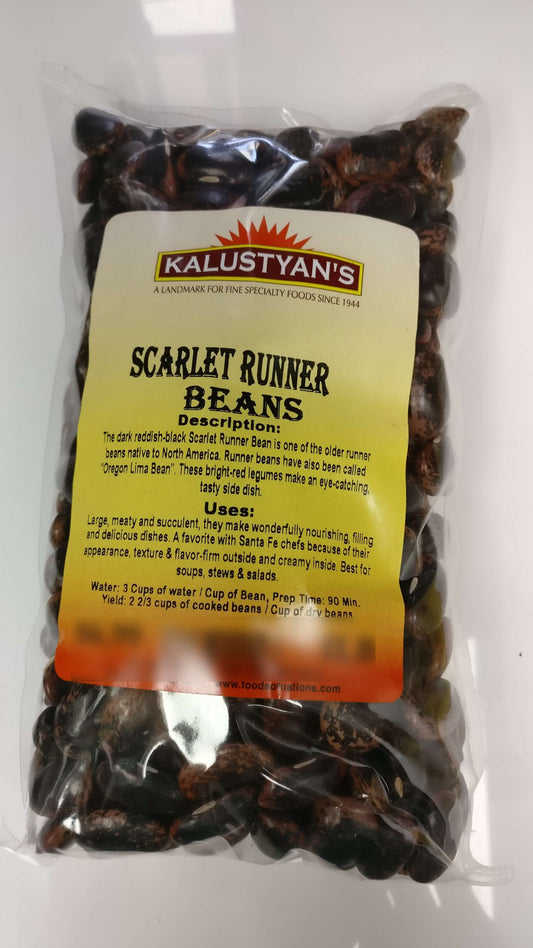 KALUSTYAN'S
A LANDMARK FOR FINE SPECIALTY FOODS SINCE 1944
SCARLET RUNNER
BEANS
Description:
The dark reddish-black Scarlet Runner Bean is one of the older runner
beans native to North America. Runner beans have also been called
"Oregon Lima Bean". These bright-red legumes make an eye-catching,
tasty side dish.
Uses:
Large, meaty and succulent, they make wonderfully nourishing, filling
and delicious dishes. A favorite with Santa Fe chefs because of their
appearance, texture & flavor-firm outside and creamy inside. Best for
soups, stews & salads.
Water: 3 Cups of water / Cup of Bean, Prep Time: 90 Min.
Yield: 2 2/3 cups of cooked beans / Cup of dry beans
www.foodsofnations.com